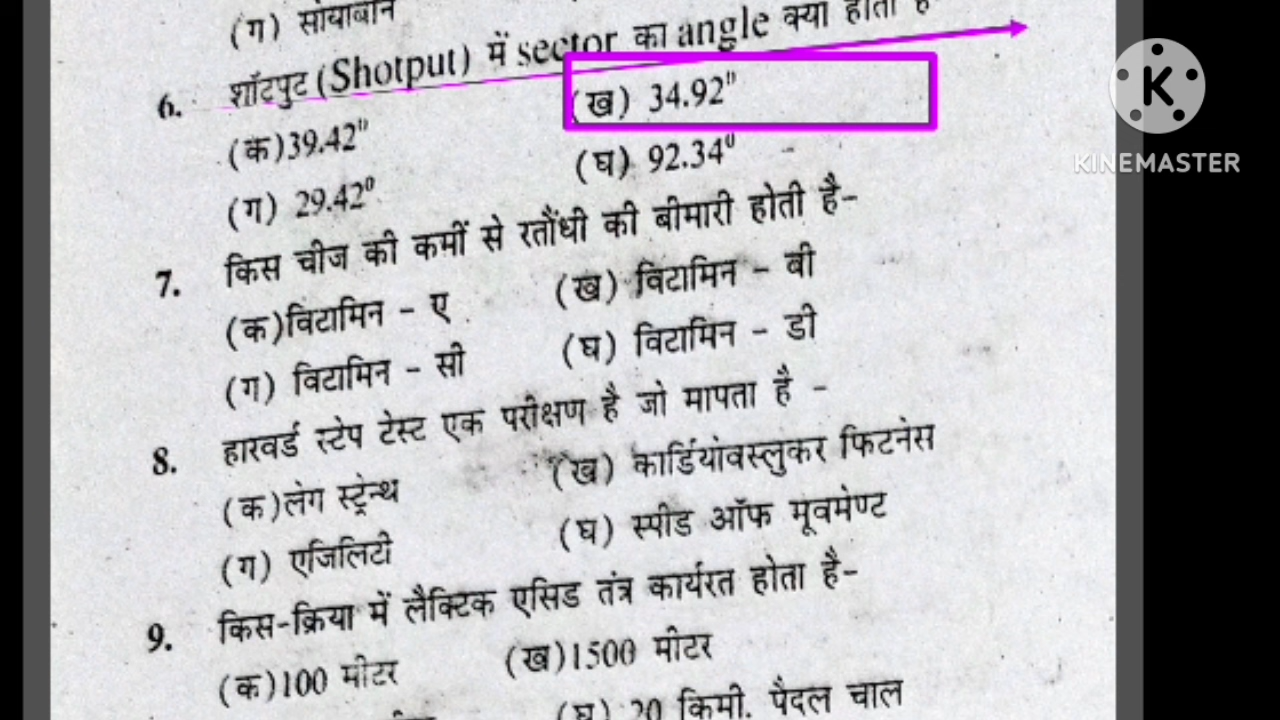 (ग) सोयाबीन
6. शॉटपुट (Shotput) में sector का angle क्या होता है
(क)39.42⁰ (ख) 34.92⁰
(ग) 29.42⁰ (घ) 92.34⁰
7. किस चीज की कमीं से रतौंधी की बीमारी होती है-
(क)विटामिन - ए (ख) विटामिन - बी
(ग) विटामिन - सी (घ) विटामिन - डी
8. हारवर्ड स्टेप टेस्ट एक परीक्षण है जो मापता है -
(क)लेग स्ट्रेन्थ (ख) कार्डियोवस्लुकर फिटनेस
(ग) एजिलिटी (घ) स्पीड ऑफ मूवमेण्ट
9. किस-क्रिया में लैक्टिक एसिड तंत्र कार्यरत होता है-
(क)100 मीटर (ख)1500 मीटर
(घ) 20 किमी. पैदल चाल
K
KINEMASTER